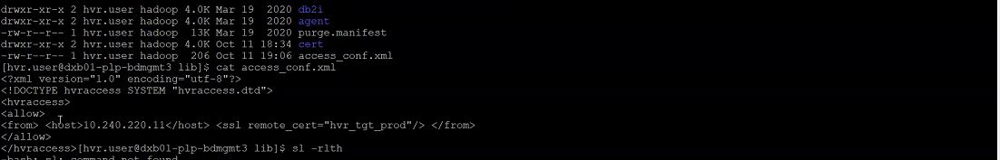 drwxr-xr-x 2 hvr.user hadoop 4.0K Mar 19  2020 db2i
drwxr-xr-x 2 hvr.user hadoop 4.0K Mar 19  2020 agent
-rw-r--r-- 1 hvr.user hadoop  13K Mar 19  2020 purge.manifest
drwxr-xr-x 2 hvr.user hadoop 4.0K Oct 11 18:34 cert
-rw-r--r-- 1 hvr.user hadoop  206 Oct 11 19:06 access_conf.xml
[hvr.user@dxb01-plp-bdmgmt3 lib]$ cat access_conf.xml
<?xml version="1.0" encoding="utf-8"?>
<!DOCTYPE hvraccess SYSTEM "hvraccess.dtd">
<hvraccess>
<allow>
<from> <host>10.240.220.11</host> <ssl remote_cert="hvr_tgt_prod"/> </from>
</allow>
</hvraccess>[hvr.user@dxb01-plp-bdmgmt3 lib]$ sl -rlth
-bash: sl: command not found